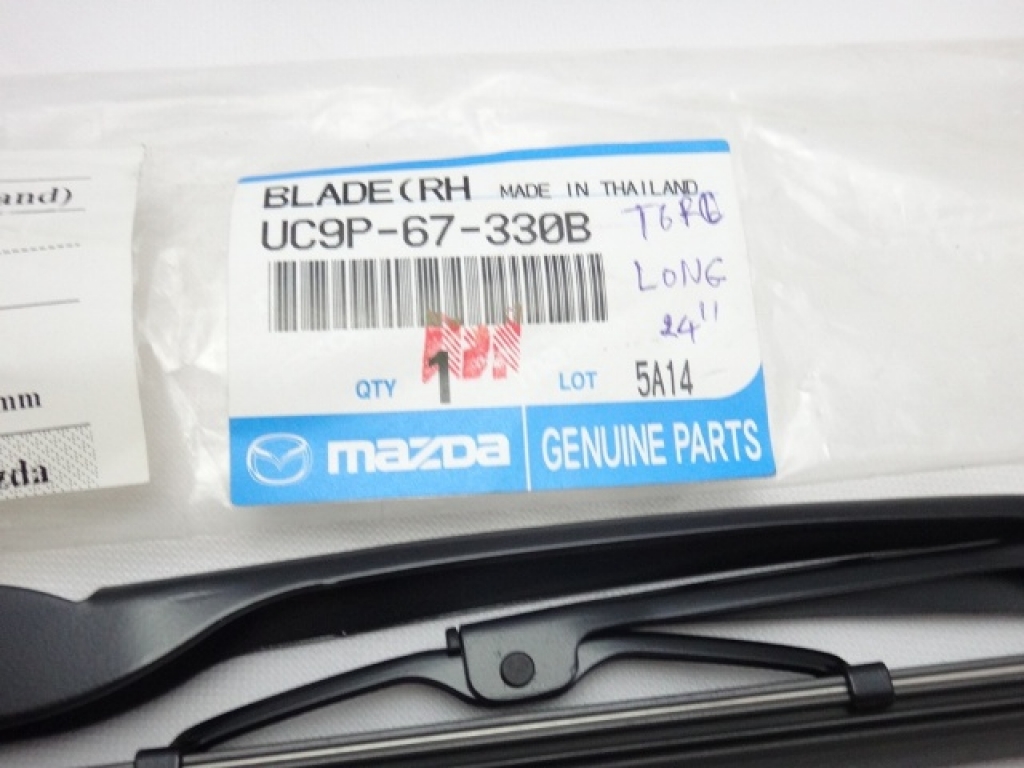 and)
mm
zda
BLADE(RH MADE IN THAILAND
UC9P-67-330B
LONG
24"
QTY 1 LOT 5A14
mazda GENUINE PARTS